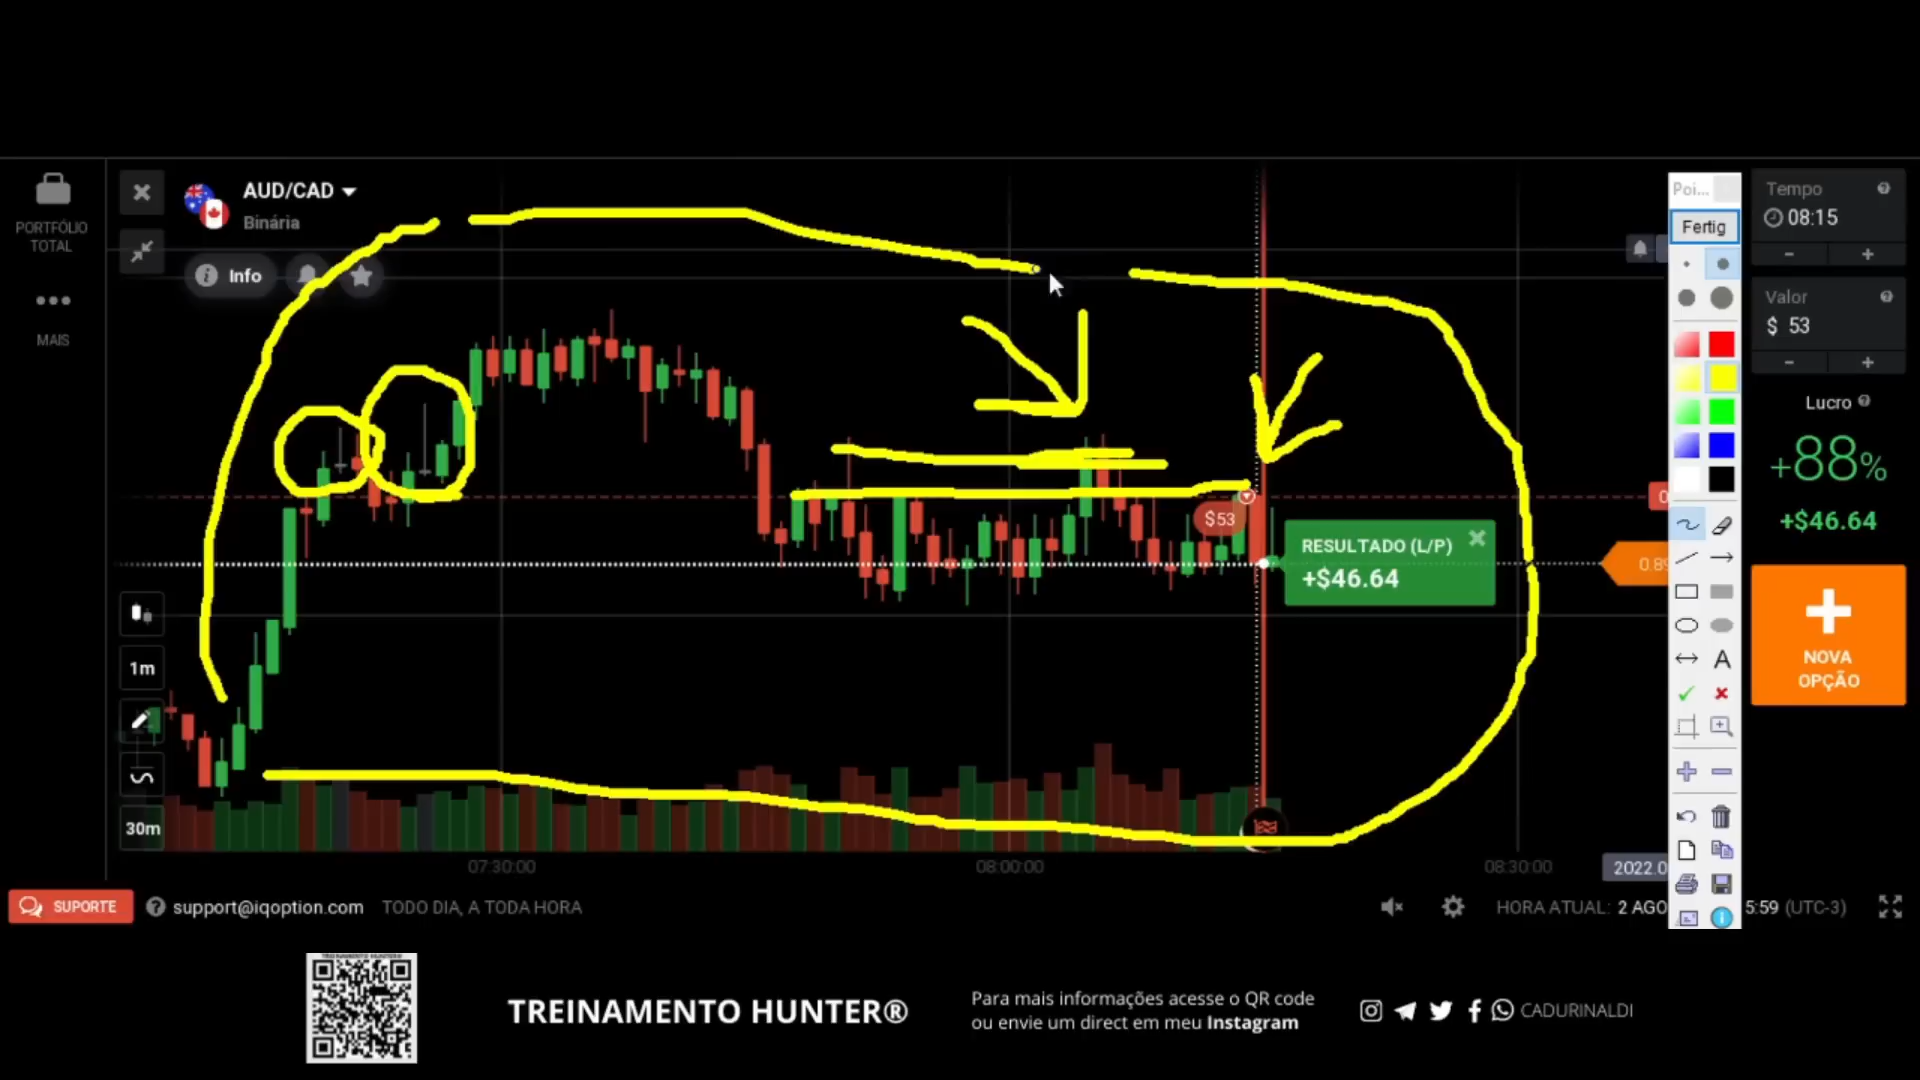 AUD/CAD
Binária
PORTFÓLIO
TOTAL
Info
MAIS
1m
30m
$53
RESULTADO (L/P)
+$46.64
07:30:00
08:00:00
08:30:00
Poi...
Fertig
A
Tempo
08:15
Valor
$ 53
Lucro
+88%
+$46.64
NOVA
OPÇÃO
SUPORTE
support@iqoption.com
TODO DIA, A TODA HORA
HORA ATUAL: 2 AGO
5:59 (UTC-3)
TREINAMENTO HUNTER®
Para mais informações acesse o QR code
ou envie um direct em meu Instagram
CADURINALDI